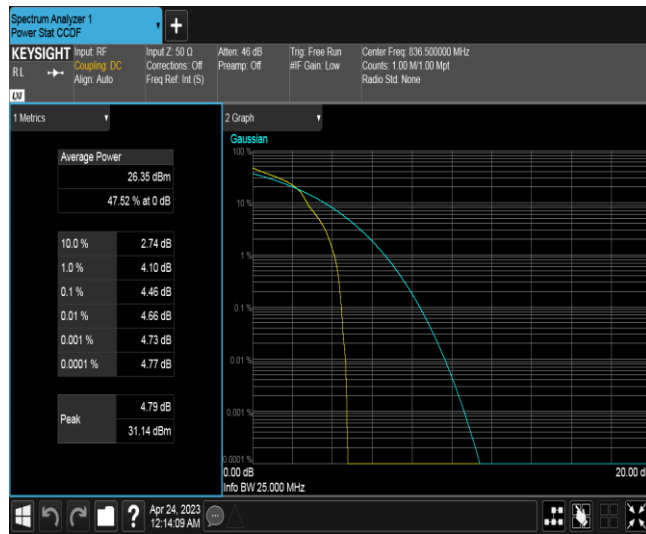 Spectrum Analyzer 1
Power Stat CCDF
+
KEYSIGHT
RL
LXI
Input: RF
Coupling: DC
Align: Auto
Input Z: 50 Ω
Corrections: Off
Freq Ref: Int (S)
Atten: 46 dB
Preamp: Off
Trig: Free Run
#IF Gain: Low
Center Freq: 836.500000 MHz
Counts: 1.00 M/1.00 Mpt
Radio Std: None
1 Metrics
Average Power
26.35 dBm
47.52 % at 0 dB
10.0 % 2.74 dB
1.0 % 4.10 dB
0.1 % 4.46 dB
0.01 % 4.66 dB
0.001 % 4.73 dB
0.0001 % 4.77 dB
Peak
4.79 dB
31.14 dBm
2 Graph
Gaussian
100 %
10 %
1 %
0.1 %
0.01 %
0.001 %
0.0001 %
0.00 dB 20.00 d
Info BW 25.000 MHz
? Apr 24, 2023
12:14:09 AM